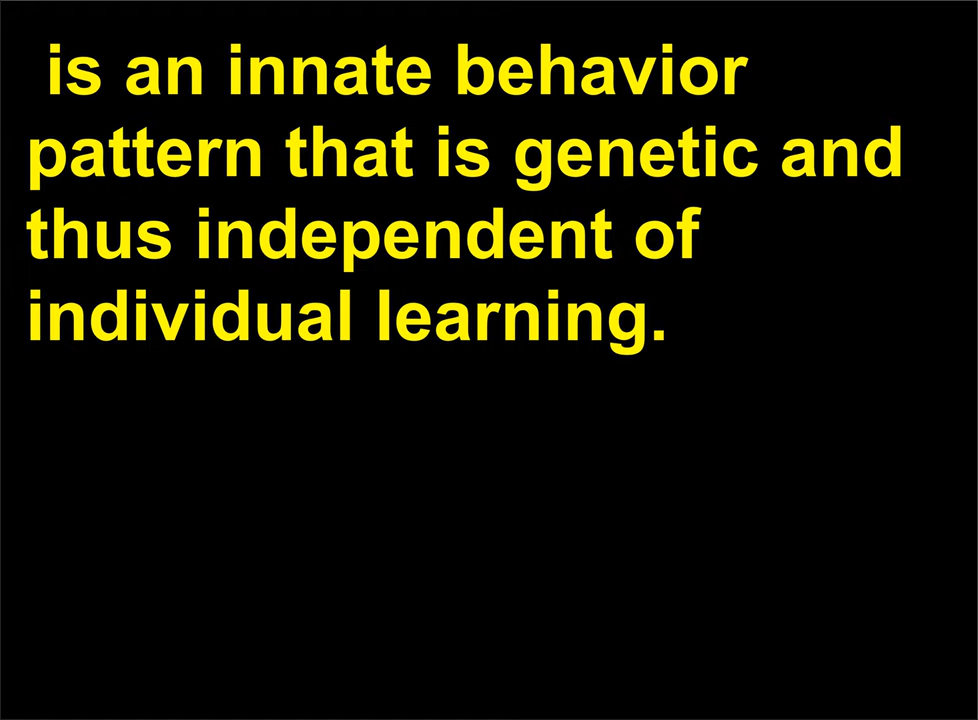 is an innate behavior
pattern that is genetic and
thus independent of
individual learning.